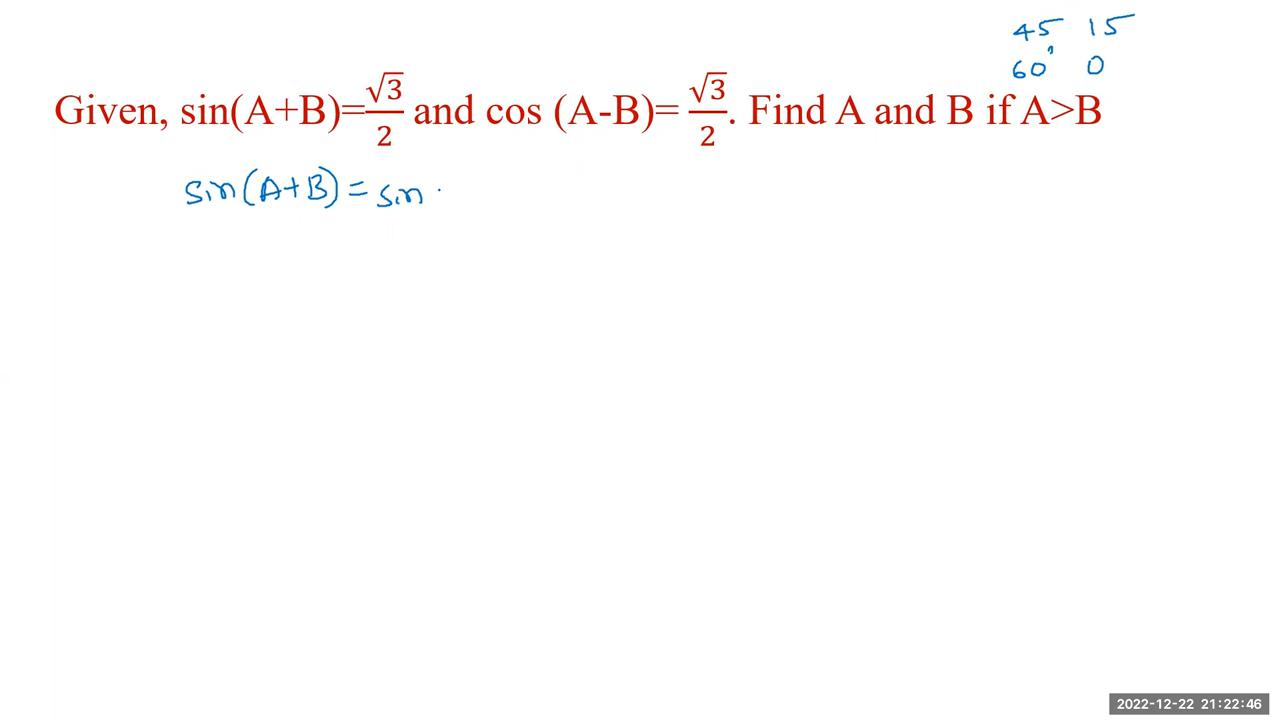 45 15
60° 0
Given, sin(A+B)=√3/2 and cos (A-B)= √3/2. Find A and B if A>B
sin(A+B) = sin
2022-12-22 21:22:46